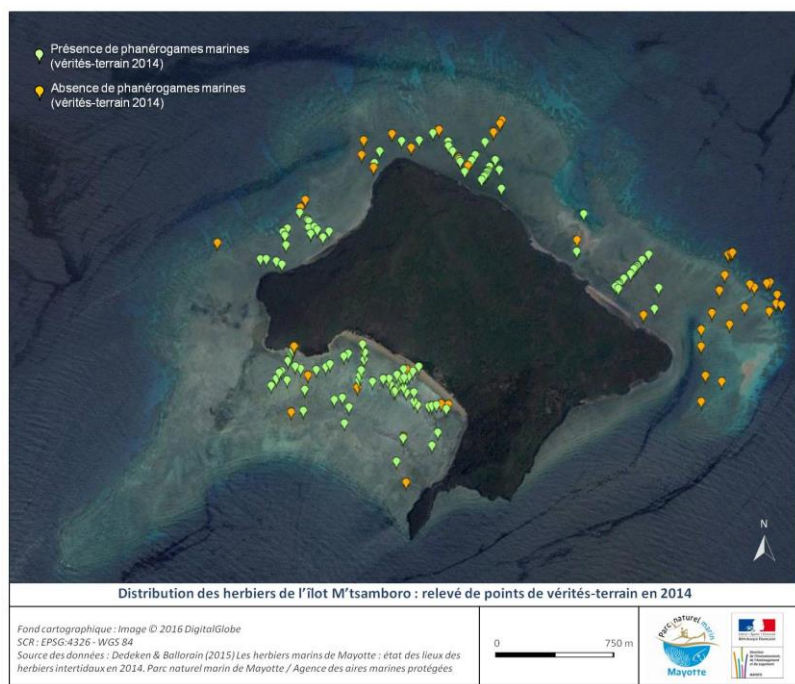 Présence de phanérogames marines
(vérités-terrain 2014)
Absence de phanérogames marines
(vérités-terrain 2014)
N
Distribution des herbiers de l'îlot M'tsamboro : relevé de points de vérités-terrain en 2014
Fond cartographique : Image © 2016 DigitalGlobe
SCR : EPSG:4326 - WGS 84
Source des données : Dedeken & Ballorain (2015) Les herbiers marins de Mayotte : état des lieux des
herbiers intertidaux en 2014. Parc naturel marin de Mayotte / Agence des aires marines protégées
0 750 m
Parc naturel marin
Mayotte